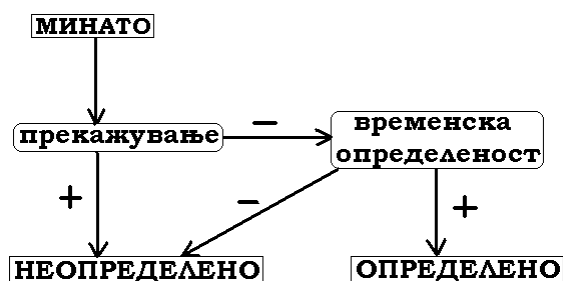 МИНАТО
прекажување
−
временска
определеност
+
−
+
НЕОПРЕДЕЛЕНО
ОПРЕДЕЛЕНО